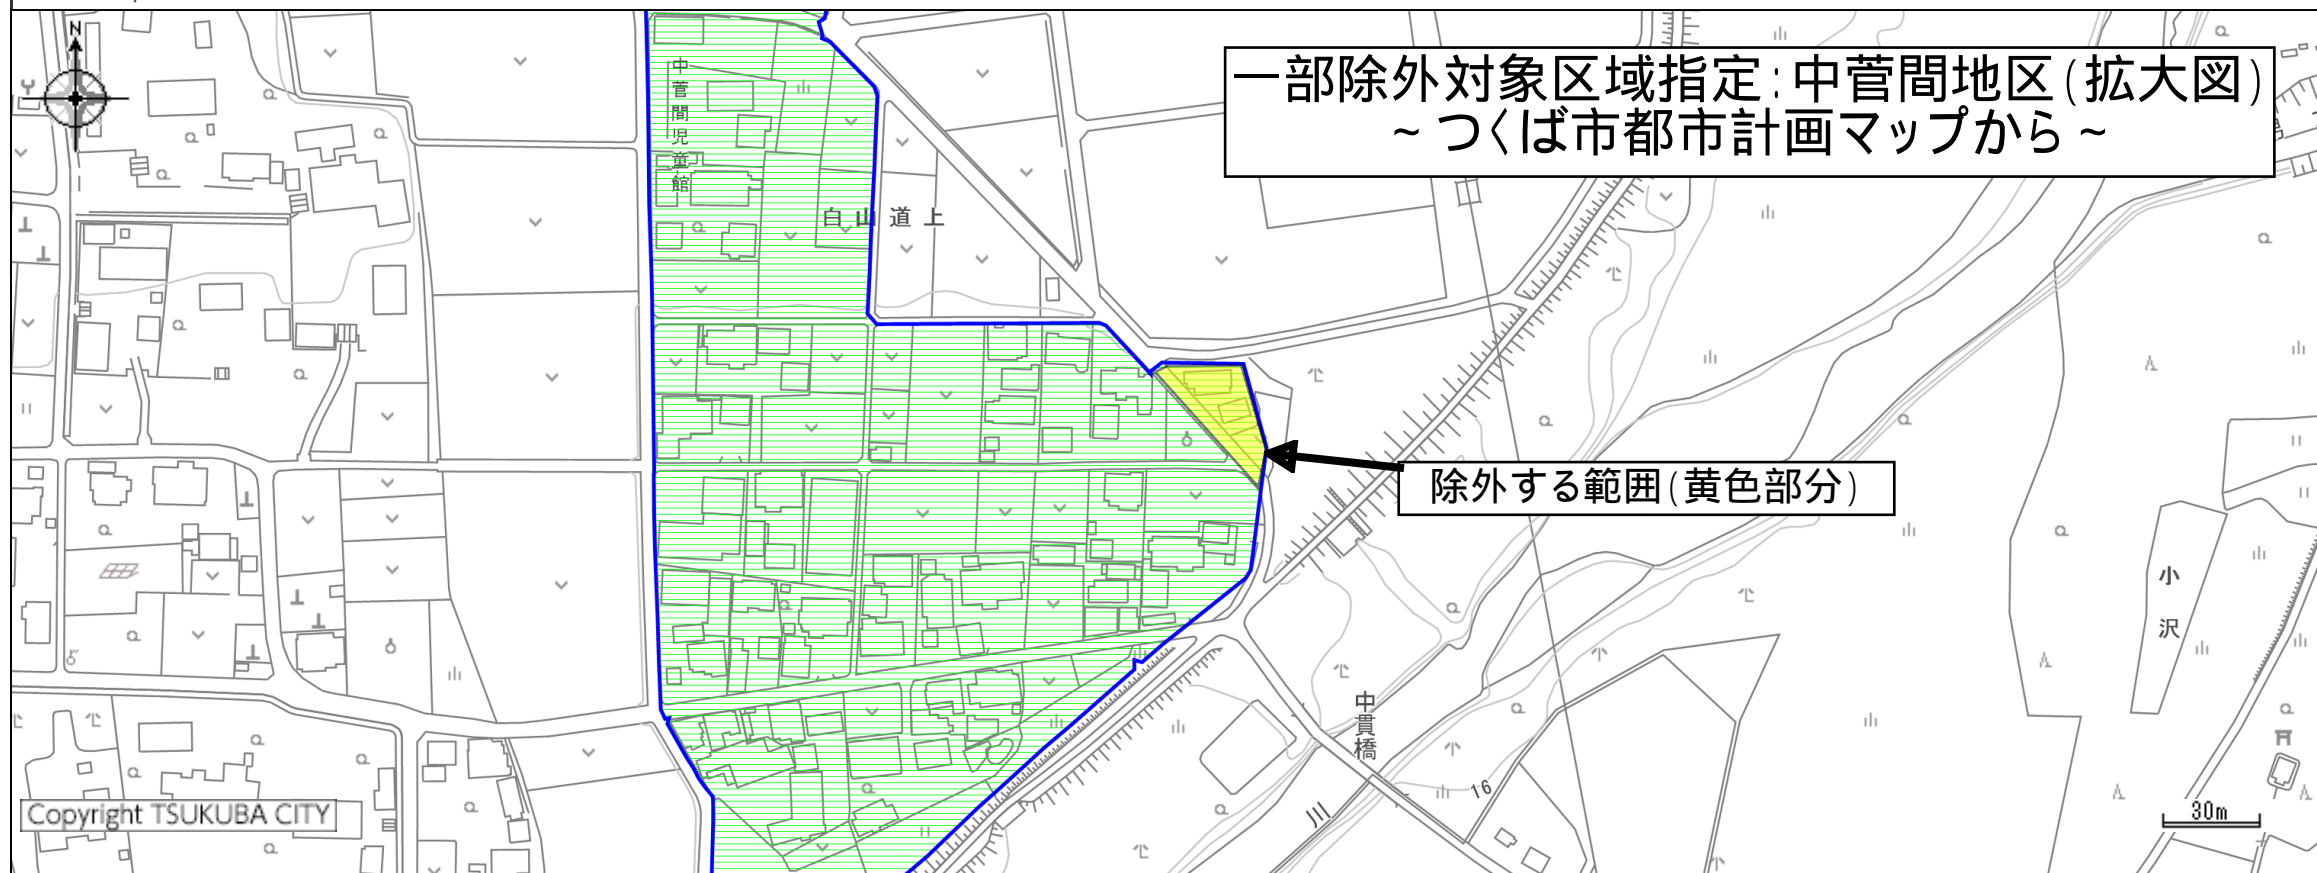 N
一部除外対象区域指定:中菅間地区(拡大図)
~つくば市都市計画マップから~
中菅間児童館
白山道上
除外する範囲(黄色部分)
小沢
中貫橋
16
川
30m
Copyright TSUKUBA CITY